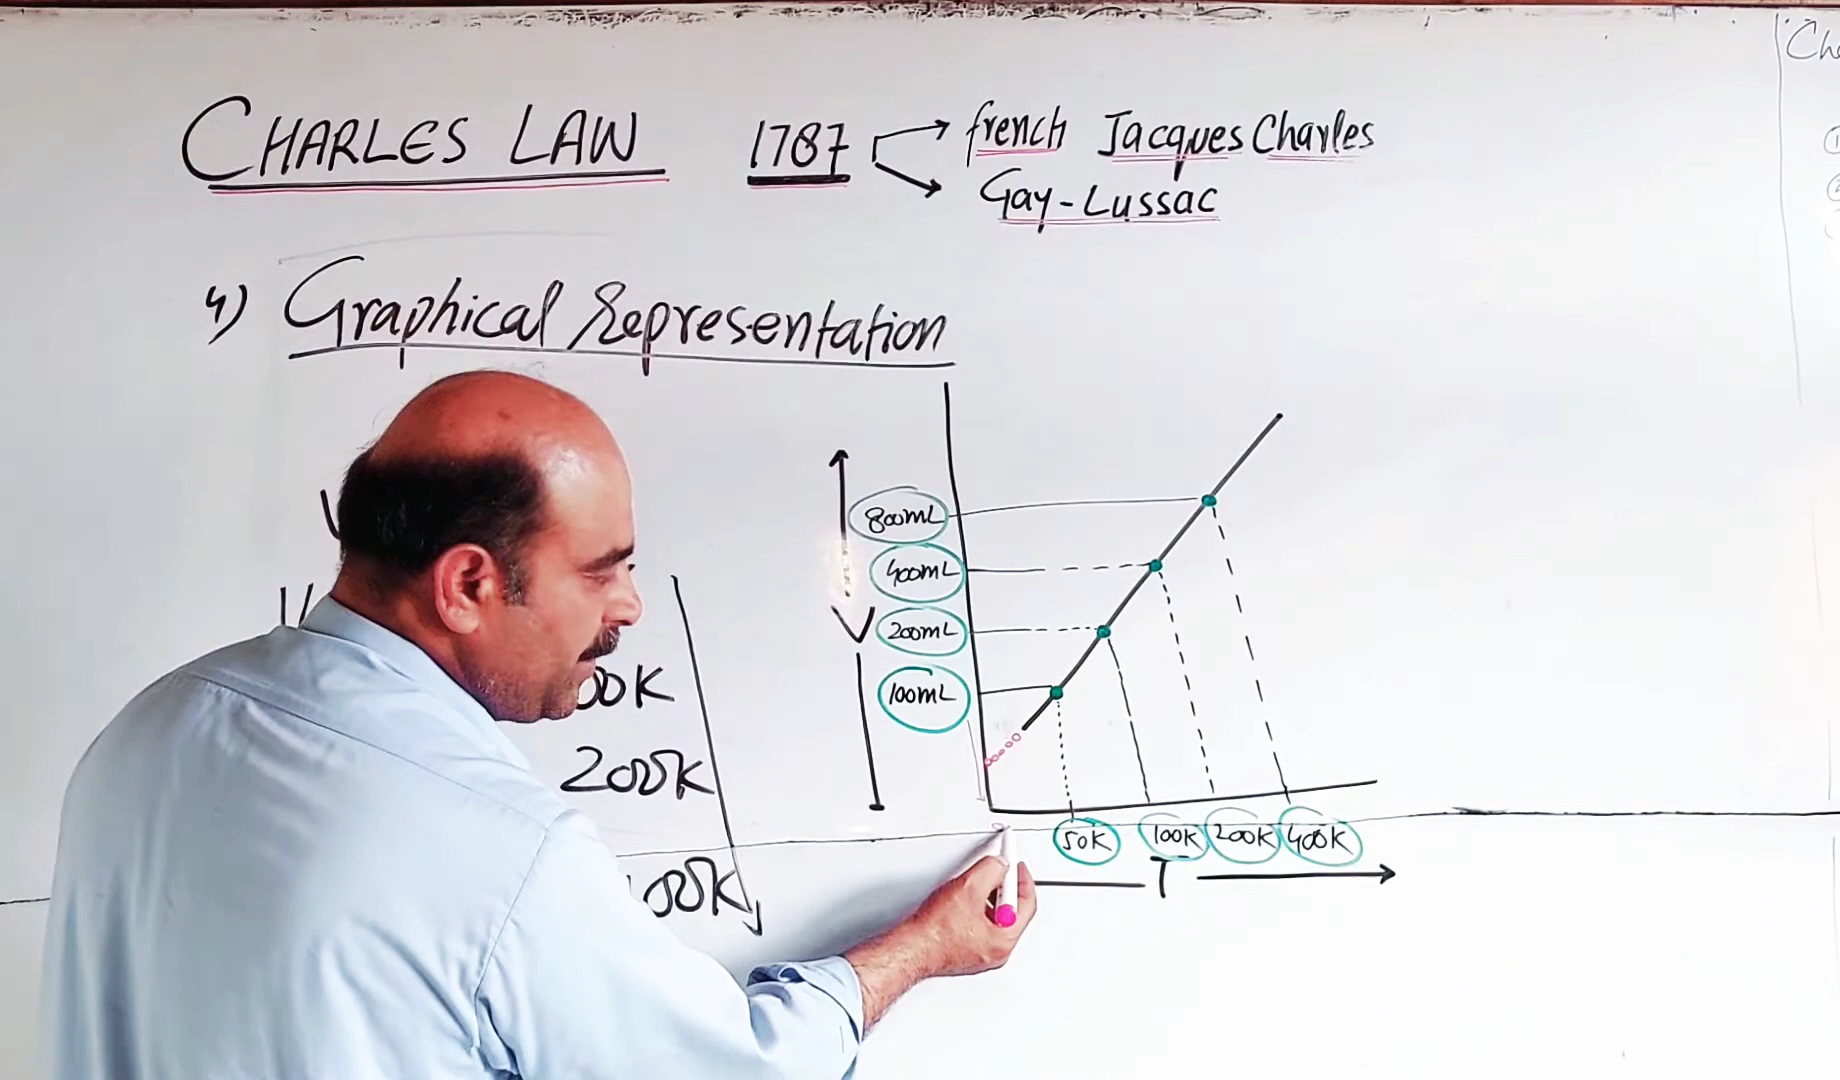 CHARLES LAW 1787 → french Jacques Charles
Gay-Lussac
4) Graphical Representation
800mL
400mL
V
200mL
100mL
200K
50K 100K 200K 400K
T